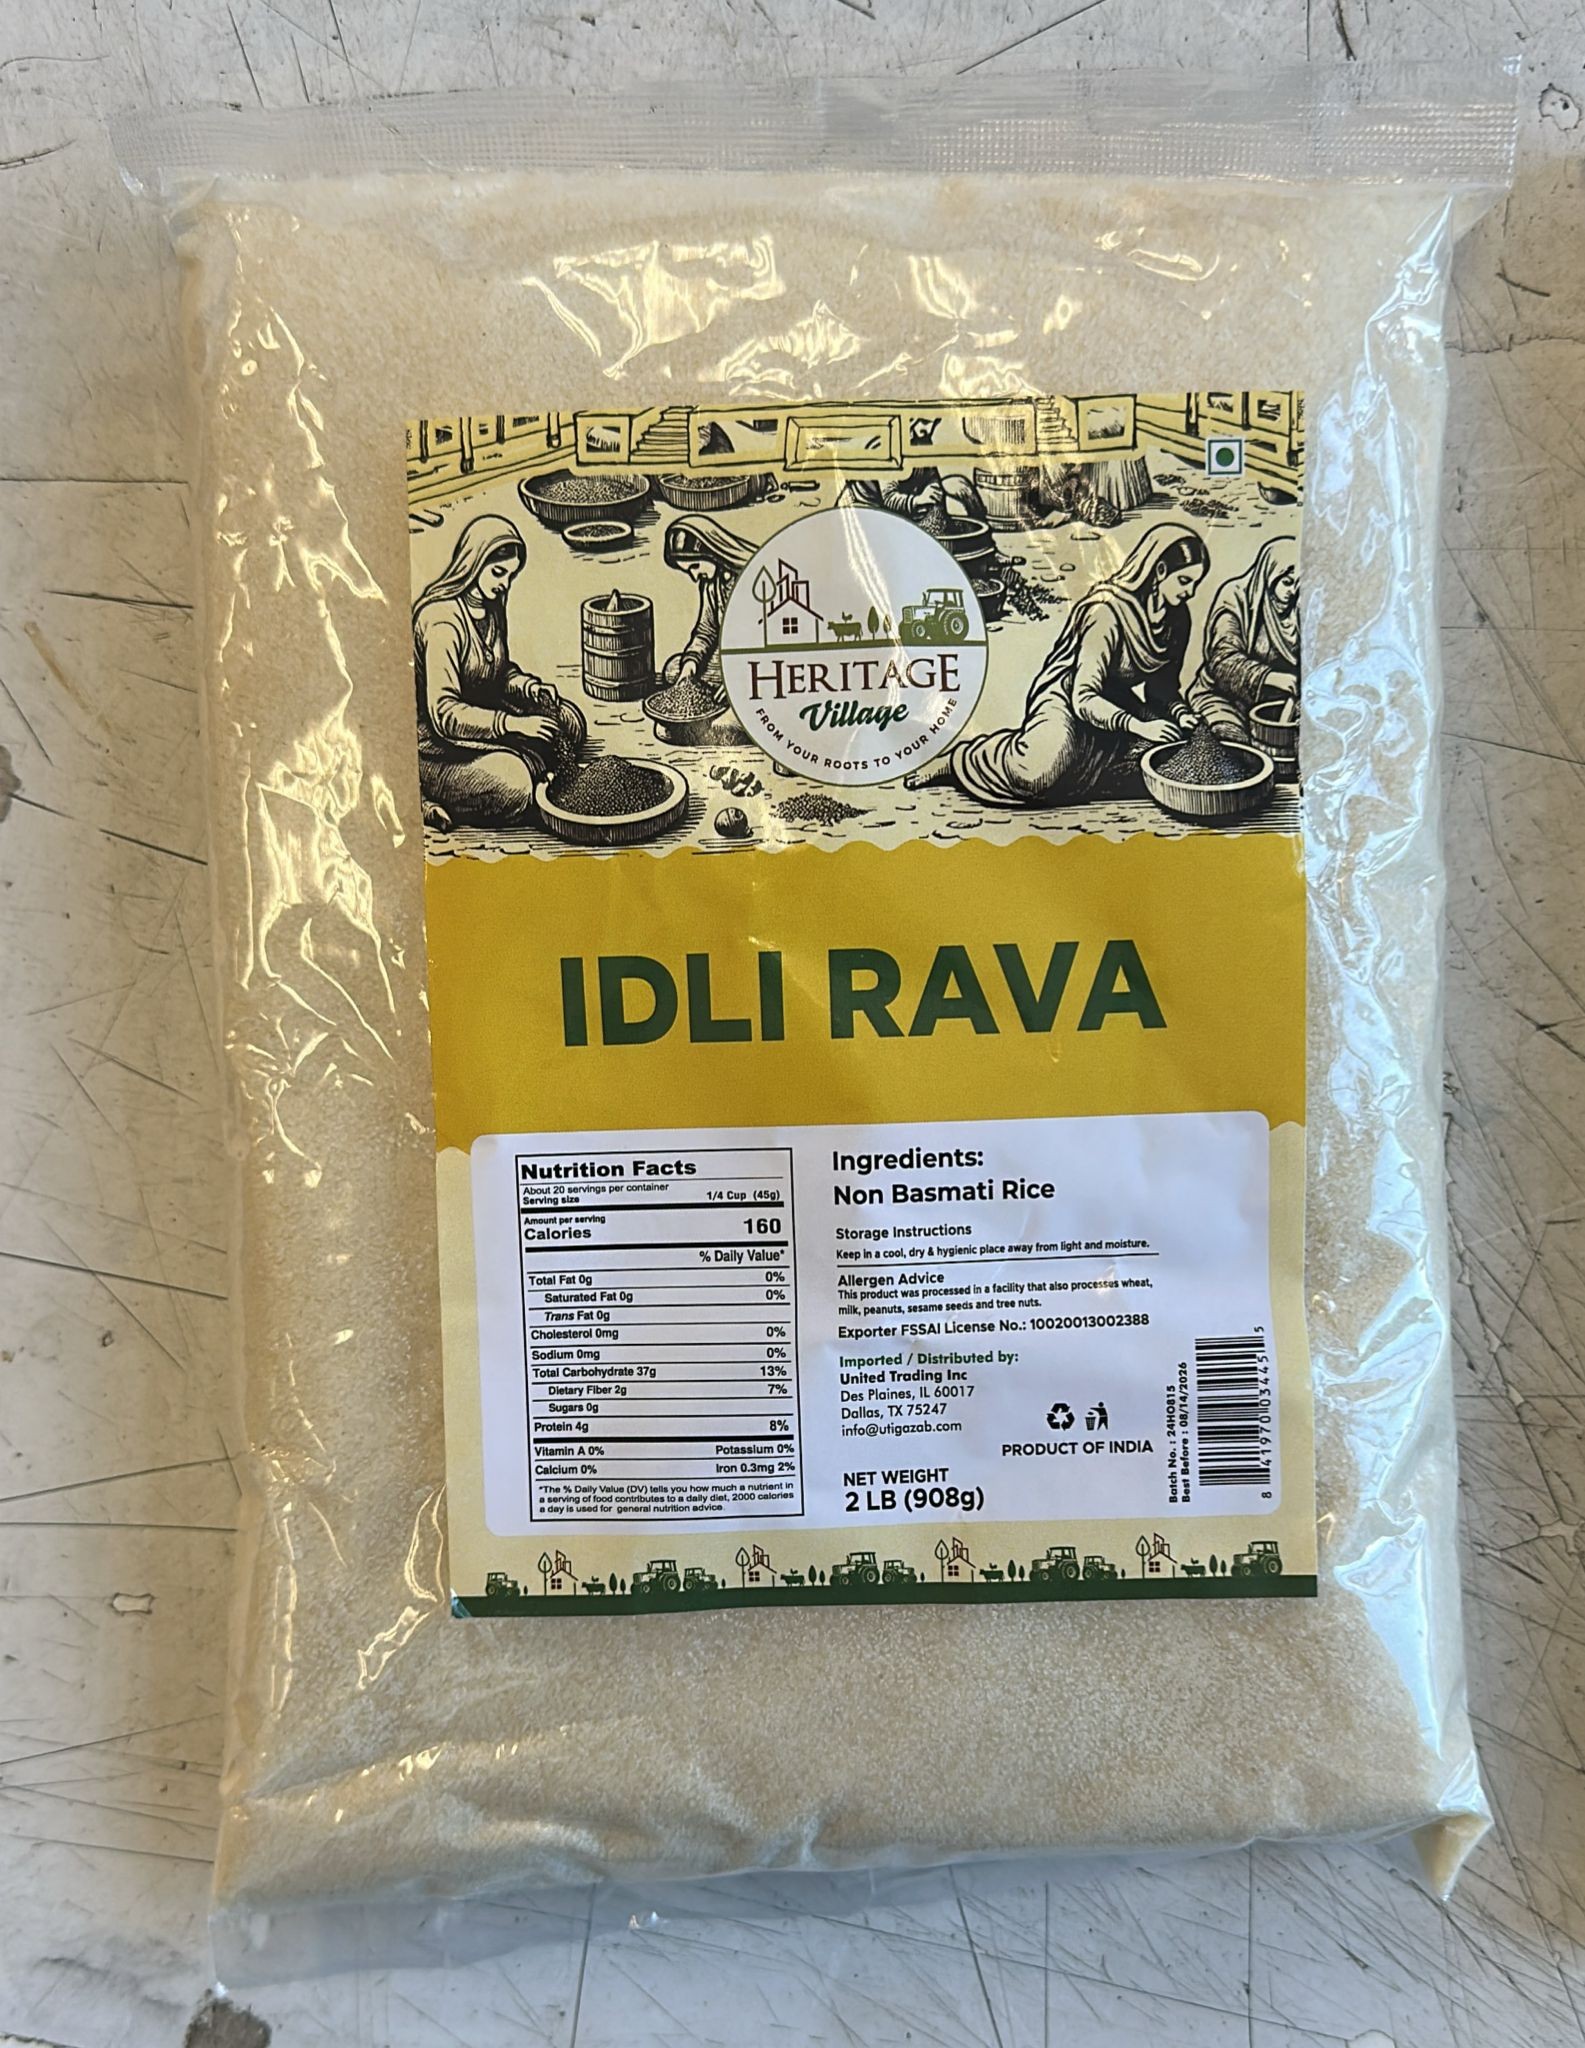 HERITAGE
Village
FROM YOUR ROOTS TO YOUR HOME
IDLI RAVA
Nutrition Facts
About 20 servings per container
Serving size 1/4 Cup (45g)
Amount per serving
Calories 160
% Daily Value*
Total Fat 0g 0%
Saturated Fat 0g 0%
Trans Fat 0g
Cholesterol 0mg 0%
Sodium 0mg 0%
Total Carbohydrate 37g 13%
Dietary Fiber 2g 7%
Sugars 0g
Protein 4g 8%
Vitamin A 0% Potassium 0%
Calcium 0% Iron 0.3mg 2%
*The % Daily Value (DV) tells you how much a nutrient in
a serving of food contributes to a daily diet, 2000 calories
a day is used for general nutrition advice.
Ingredients:
Non Basmati Rice
Storage Instructions
Keep in a cool, dry & hygienic place away from light and moisture.
Allergen Advice
This product was processed in a facility that also processes wheat,
milk, peanuts, sesame seeds and tree nuts.
Exporter FSSAI License No.: 10020013002388
Imported / Distributed by:
United Trading Inc
Des Plaines, IL 60017
Dallas, TX 75247
info@utigazab.com
PRODUCT OF INDIA
NET WEIGHT
2 LB (908g)
Batch No. : 24HO815
Best Before : 08/14/2026
8 41970 03445 5